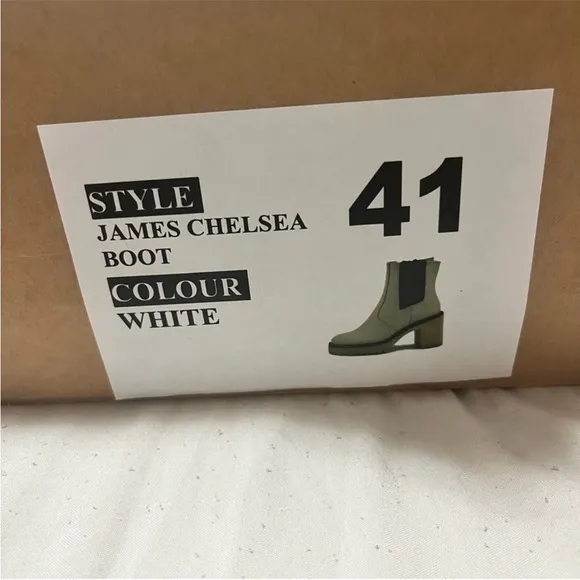 STYLE
JAMES CHELSEA
BOOT
COLOUR
WHITE
41